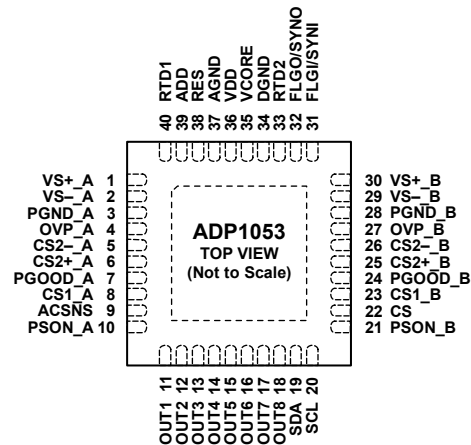 40 RTD1
39 ADD
38 RES
37 AGND
36 VDD
35 VCORE
34 DGND
33 RTD2
32 FLGO/SYNO
31 FLGI/SYNI
VS+_A 1
VS–_A 2
PGND_A 3
OVP_A 4
CS2–_A 5
CS2+_A 6
PGOOD_A 7
CS1_A 8
ACSNS 9
PSON_A 10
ADP1053
TOP VIEW
(Not to Scale)
30 VS+_B
29 VS–_B
28 PGND_B
27 OVP_B
26 CS2–_B
25 CS2+_B
24 PGOOD_B
23 CS1_B
22 CS
21 PSON_B
OUT1 11
OUT2 12
OUT3 13
OUT4 14
OUT5 15
OUT6 16
OUT7 17
OUT8 18
SDA 19
SCL 20